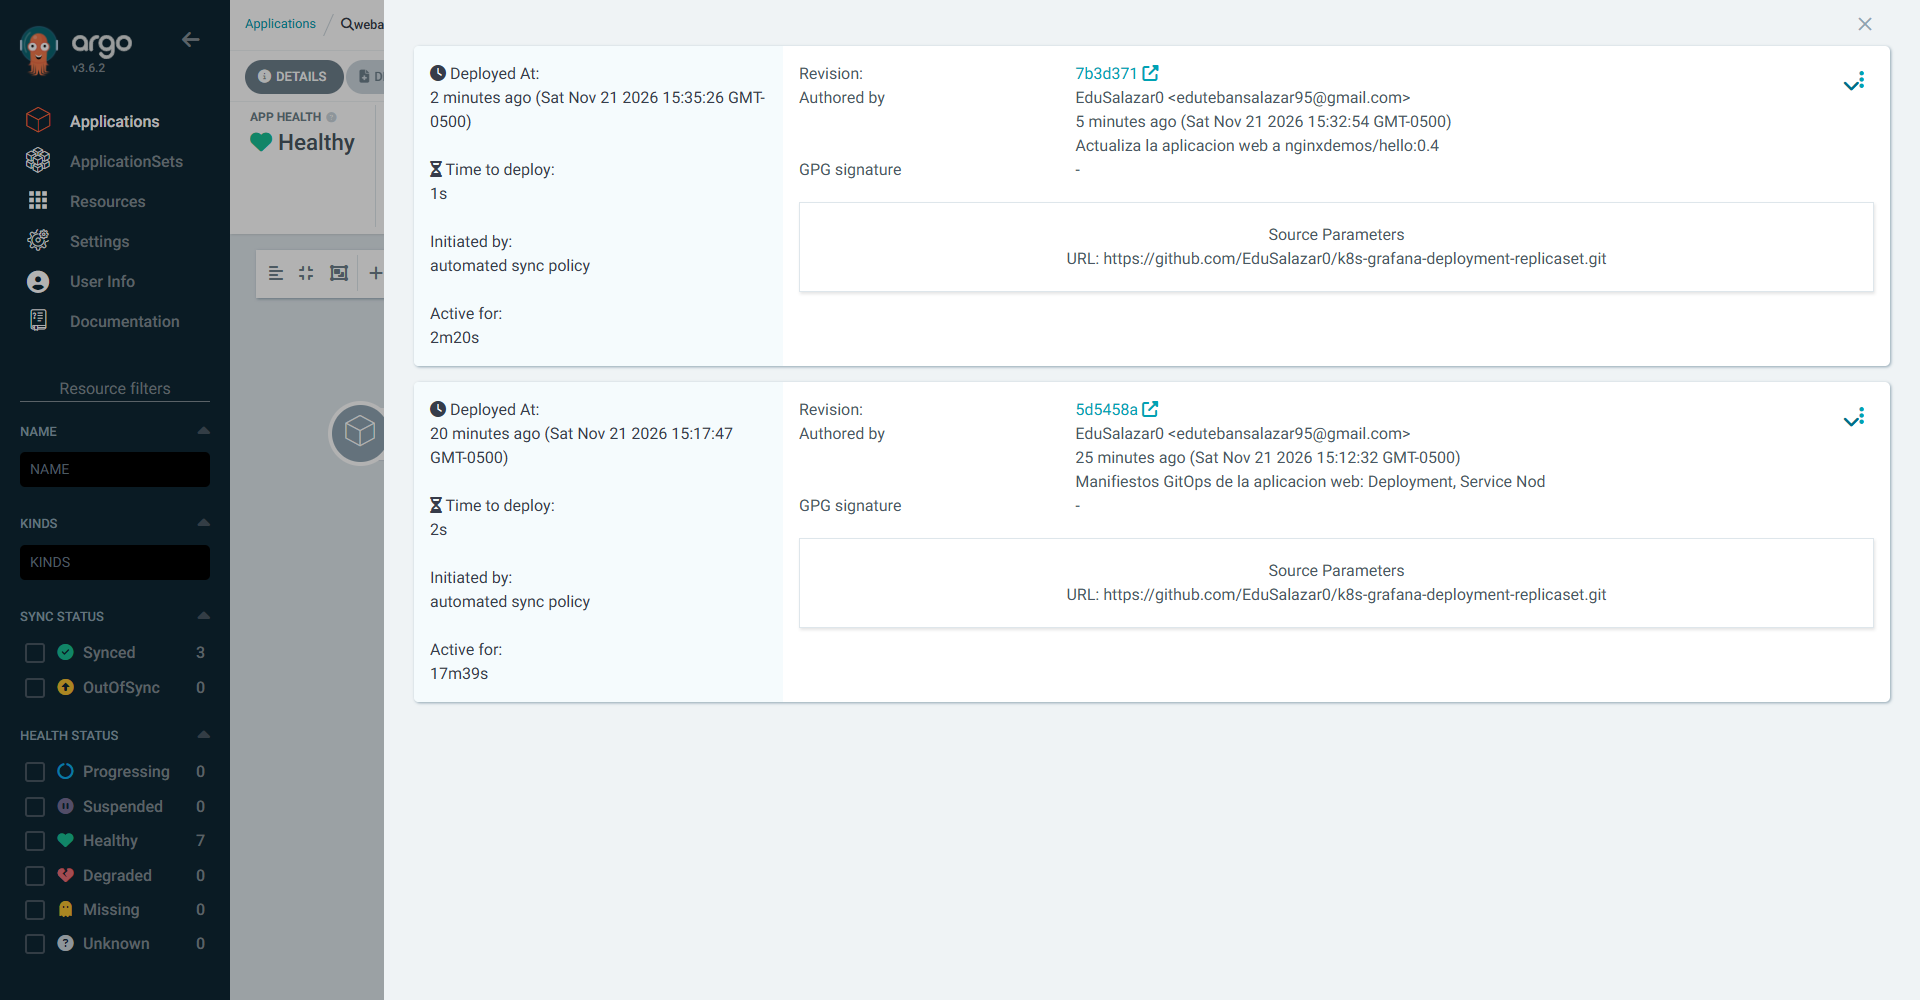 argo
v3.6.2
Applications
ApplicationSets
Resources
Settings
User Info
Documentation
Resource filters
NAME
NAME
KINDS
KINDS
SYNC STATUS
Synced 3
OutOfSync 0
HEALTH STATUS
Progressing 0
Suspended 0
Healthy 7
Degraded 0
Missing 0
Unknown 0
Applications / weba
DETAILS
D
APP HEALTH
Healthy
Deployed At:
2 minutes ago (Sat Nov 21 2026 15:35:26 GMT-
0500)
Time to deploy:
1s
Initiated by:
automated sync policy
Active for:
2m20s
Revision: 7b3d371
Authored by EduSalazar0 <edutebansalazar95@gmail.com>
5 minutes ago (Sat Nov 21 2026 15:32:54 GMT-0500)
Actualiza la aplicacion web a nginxdemos/hello:0.4
GPG signature -
Source Parameters
URL: https://github.com/EduSalazar0/k8s-grafana-deployment-replicaset.git
Deployed At:
20 minutes ago (Sat Nov 21 2026 15:17:47
GMT-0500)
Time to deploy:
2s
Initiated by:
automated sync policy
Active for:
17m39s
Revision: 5d5458a
Authored by EduSalazar0 <edutebansalazar95@gmail.com>
25 minutes ago (Sat Nov 21 2026 15:12:32 GMT-0500)
Manifiestos GitOps de la aplicacion web: Deployment, Service Nod
GPG signature -
Source Parameters
URL: https://github.com/EduSalazar0/k8s-grafana-deployment-replicaset.git